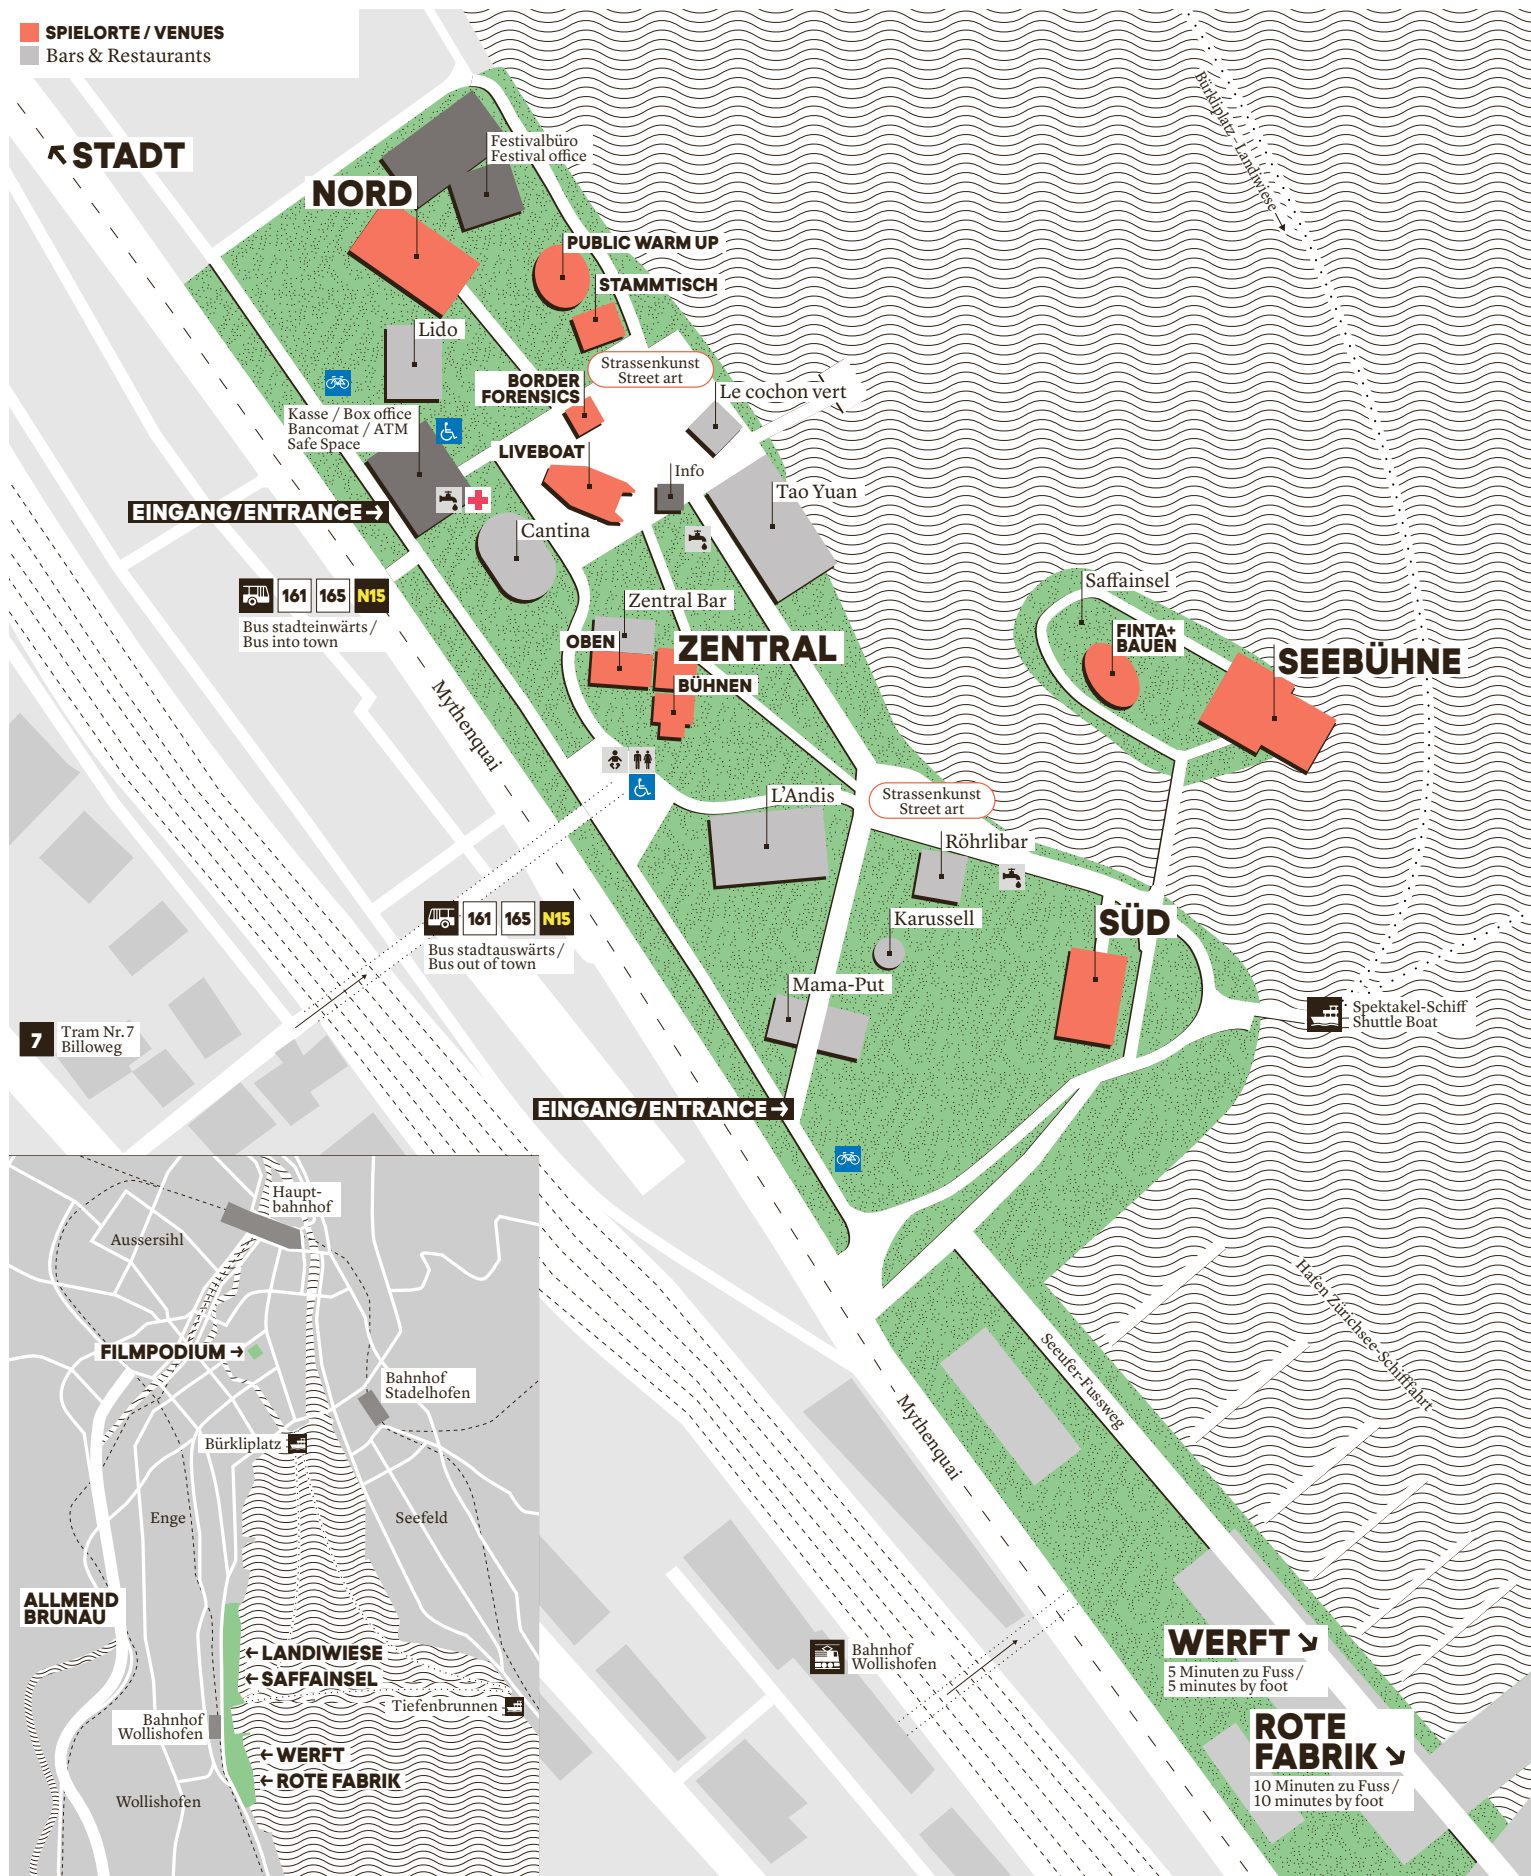 SPIELORTE / VENUES
Bars & Restaurants
STADT
Festivalbüro
Festival office
NORD
Bürkliplatz – Landiwiese
PUBLIC WARM UP
STAMMTISCH
Lido
Strassenkunst
Street art
BORDER
FORENSICS
Le cochon vert
Kasse / Box office
Bancomat / ATM
Safe Space
LIVEBOAT
Info
Tao Yuan
EINGANG/ENTRANCE →
Cantina
161 165 N15
Bus stadteinwärts /
Bus into town
Zentral Bar
OBEN
ZENTRAL
BÜHNEN
Saffainsel
FINTA+
BAUEN
SEEBÜHNE
Mythenquai
L'Andis
Strassenkunst
Street art
Röhrlibar
161 165 N15
Bus stadtauswärts /
Bus out of town
Karussell
SÜD
Mama-Put
Spektakel-Schiff
Shuttle Boat
7
Tram Nr. 7
Billoweg
EINGANG/ENTRANCE →
Haupt-
bahnhof
Aussersihl
FILMPODIUM →
Bahnhof
Stadelhofen
Bürkliplatz
Enge
Seefeld
ALLMEND
BRUNAU
← LANDIWIESE
← SAFFAINSEL
Tiefenbrunnen
Bahnhof
Wollishofen
← WERFT
← ROTE FABRIK
Wollishofen
Hafen Zürichsee-Schifffahrt
Seeufer-Fussweg
Mythenquai
Bahnhof
Wollishofen
WERFT ↘
5 Minuten zu Fuss /
5 minutes by foot
ROTE
FABRIK ↘
10 Minuten zu Fuss /
10 minutes by foot